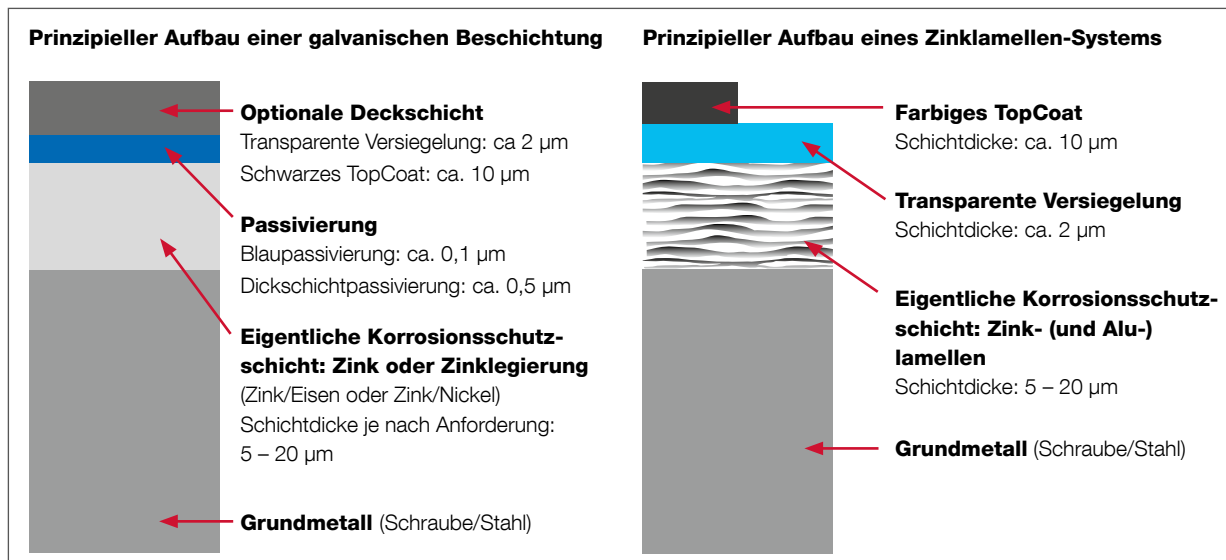 Prinzipieller Aufbau einer galvanischen Beschichtung
Optionale Deckschicht
Transparente Versiegelung: ca 2 µm
Schwarzes TopCoat: ca. 10 µm
Passivierung
Blaupassivierung: ca. 0,1 µm
Dickschichtpassivierung: ca. 0,5 µm
Eigentliche Korrosionsschutz-
schicht: Zink oder Zinklegierung
(Zink/Eisen oder Zink/Nickel)
Schichtdicke je nach Anforderung:
5 – 20 µm
Grundmetall (Schraube/Stahl)
Prinzipieller Aufbau eines Zinklamellen-Systems
Farbiges TopCoat
Schichtdicke: ca. 10 µm
Transparente Versiegelung
Schichtdicke: ca. 2 µm
Eigentliche Korrosionsschutz-
schicht: Zink- (und Alu-)
lamellen
Schichtdicke: 5 – 20 µm
Grundmetall (Schraube/Stahl)